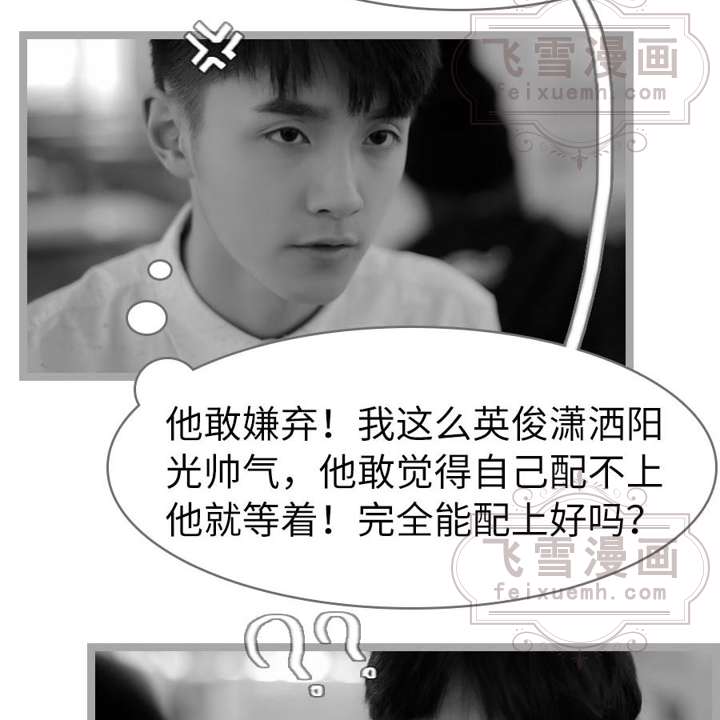 飞雪漫画
feixuemh.com
他敢嫌弃！我这么英俊潇洒阳
光帅气，他敢觉得自己配不上
他就等着！完全能配上好吗？
飞雪漫画
feixuemh.com
??